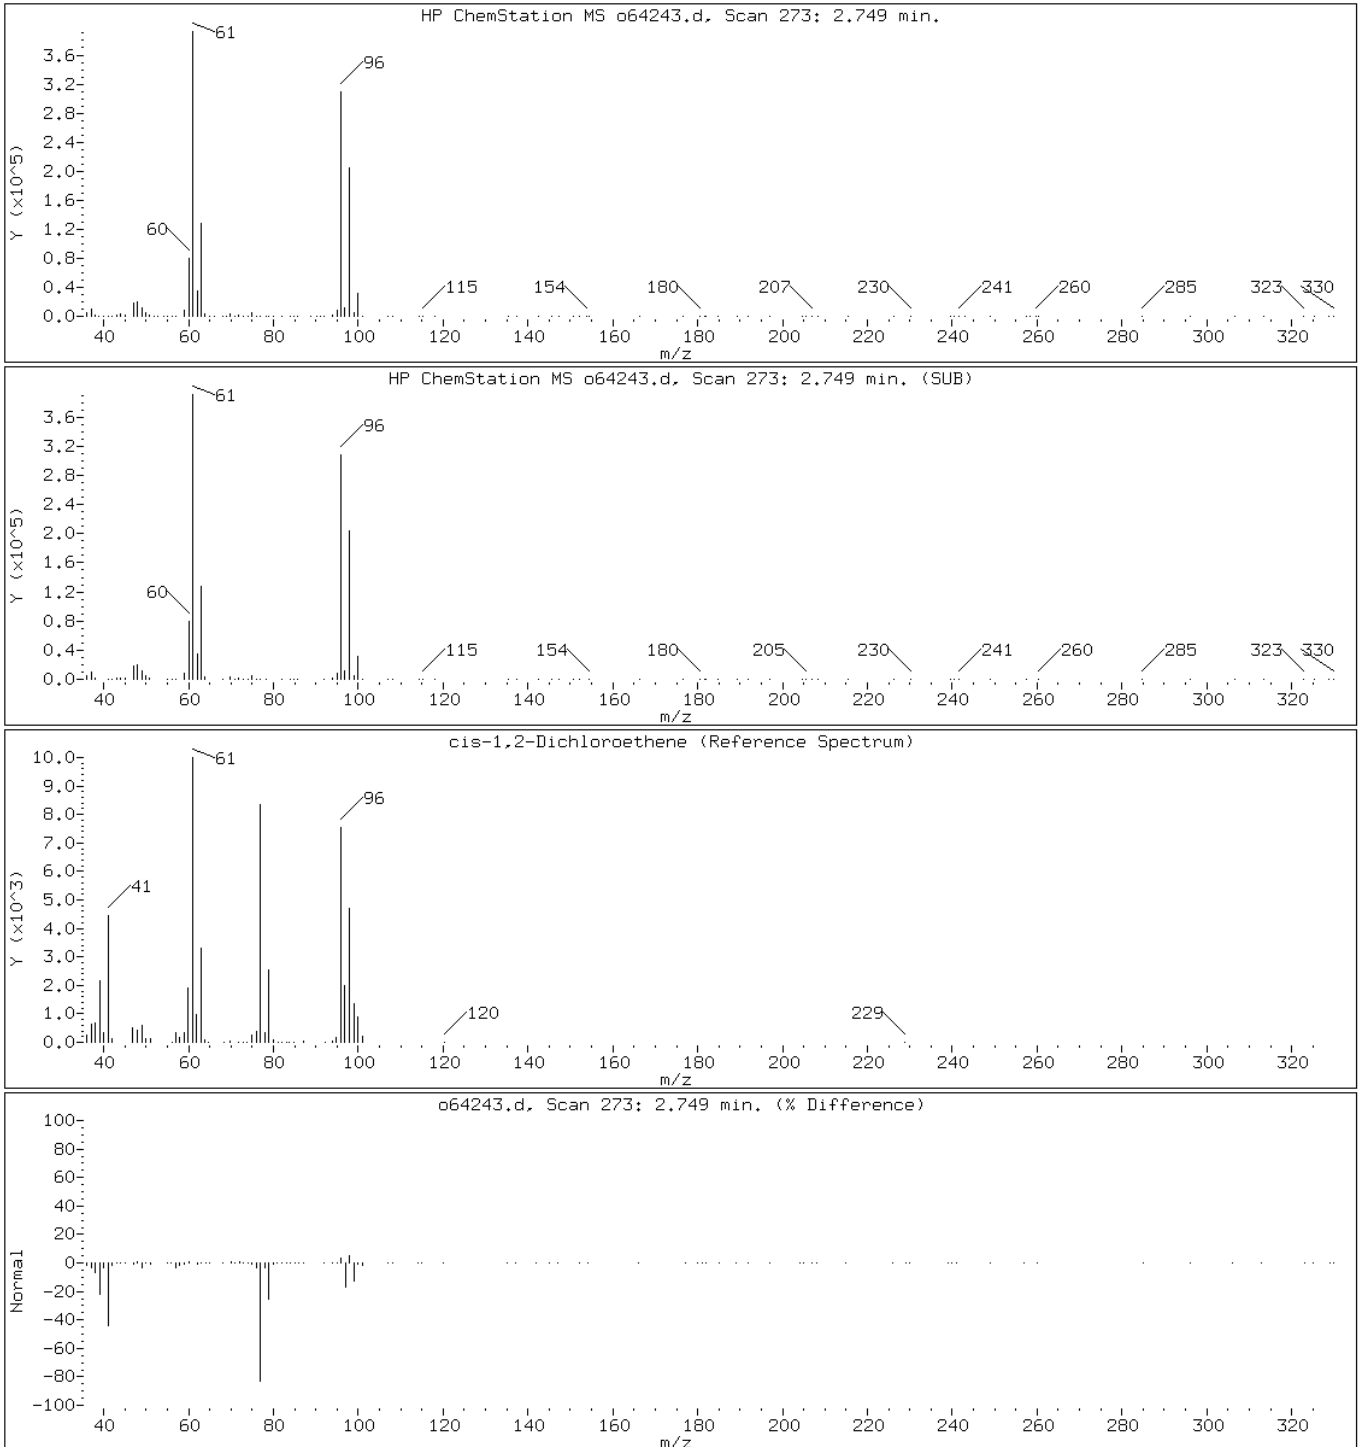 HP ChemStation MS o64243.d, Scan 273: 2.749 min.
61
96
3.6
3.2
2.8
2.4
2.0
1.6
1.2
0.8
0.4
0.0
Y (x10^5)
60
115 154 180 207 230 241 260 285 323 330
40 60 80 100 120 140 160 180 200 220 240 260 280 300 320
m/z
HP ChemStation MS o64243.d, Scan 273: 2.749 min. (SUB)
61
96
3.6
3.2
2.8
2.4
2.0
1.6
1.2
0.8
0.4
0.0
Y (x10^5)
60
115 154 180 205 230 241 260 285 323 330
40 60 80 100 120 140 160 180 200 220 240 260 280 300 320
m/z
cis-1,2-Dichloroethene (Reference Spectrum)
61
96
41
10.0
9.0
8.0
7.0
6.0
5.0
4.0
3.0
2.0
1.0
0.0
Y (x10^3)
120 229
40 60 80 100 120 140 160 180 200 220 240 260 280 300 320
m/z
o64243.d, Scan 273: 2.749 min. (% Difference)
100
80
60
40
20
0
-20
-40
-60
-80
-100
Normal
40 60 80 100 120 140 160 180 200 220 240 260 280 300 320
m/z